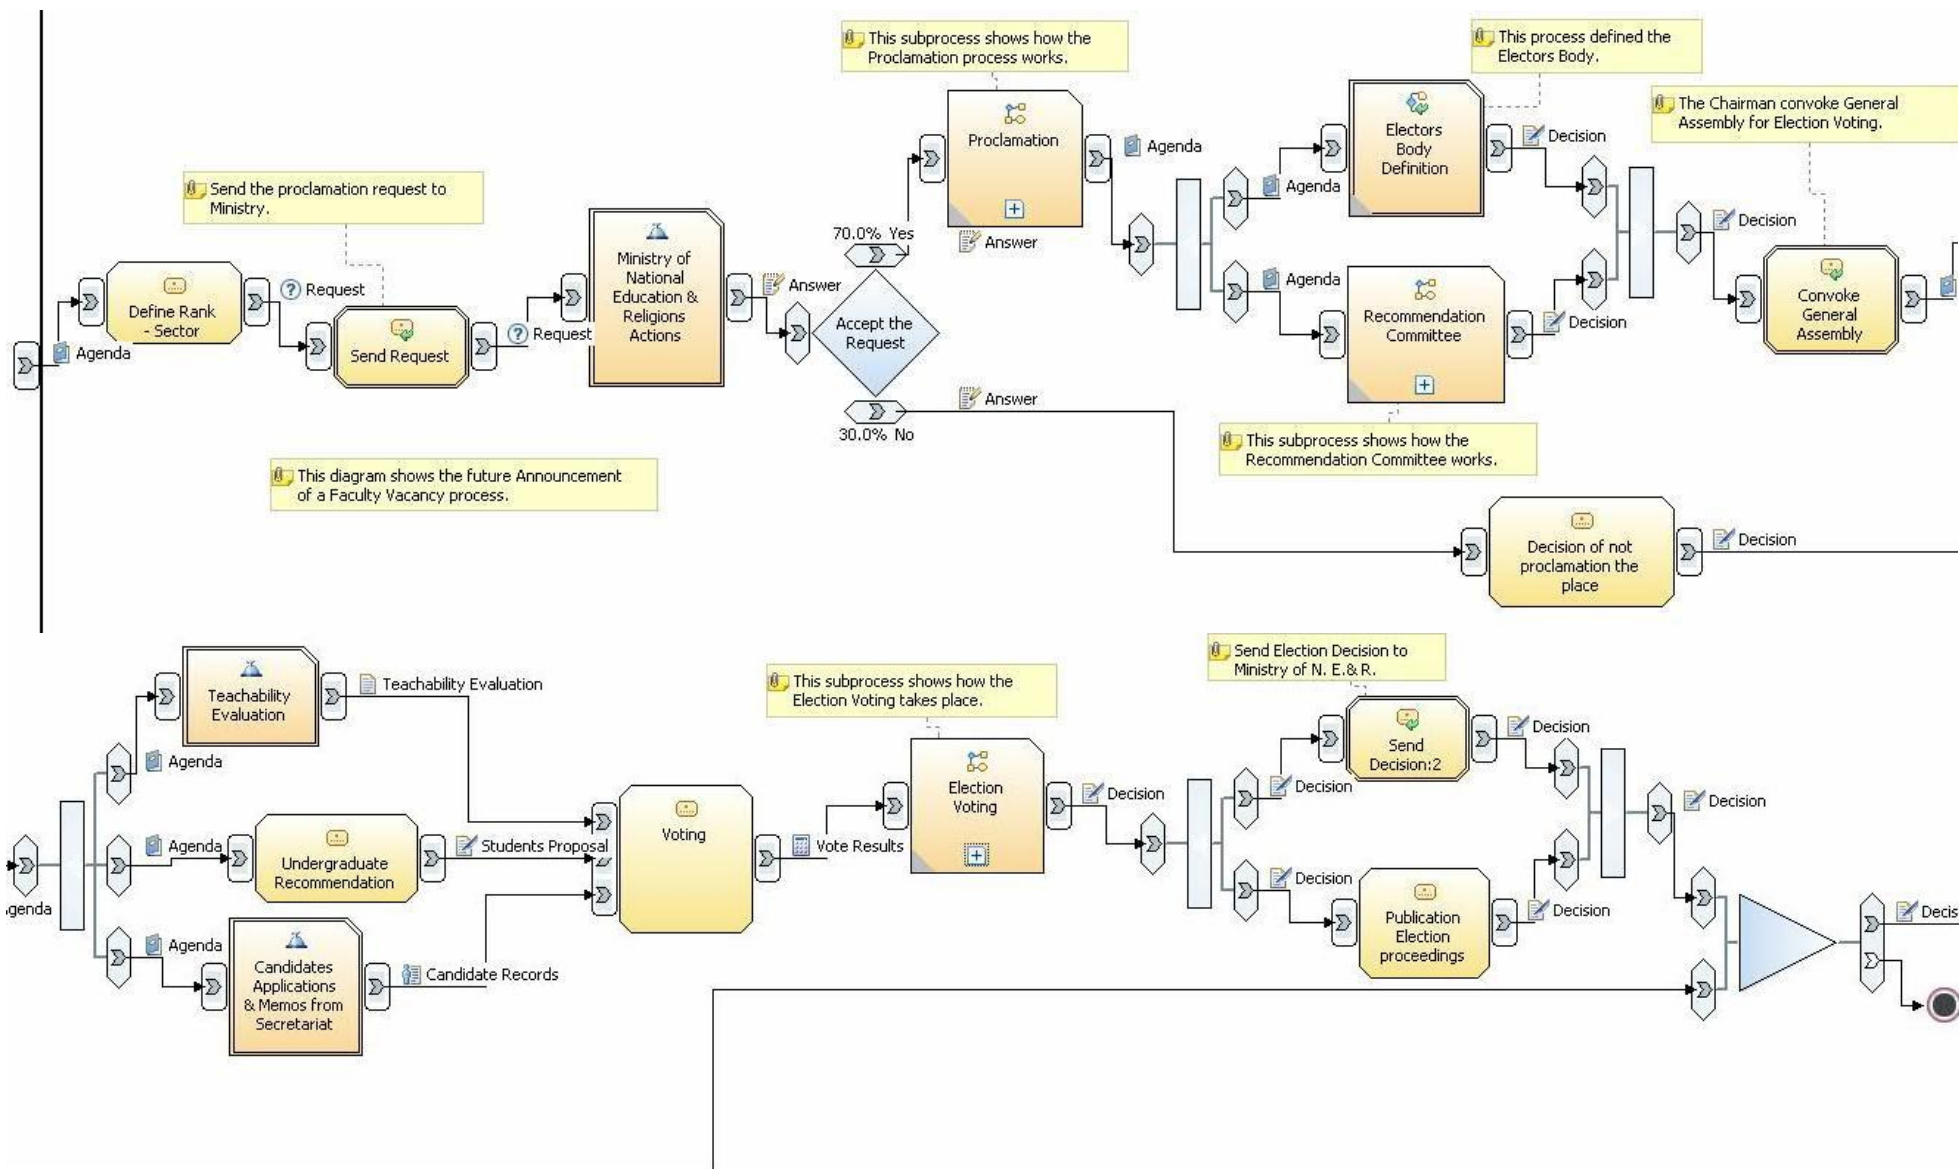 This subprocess shows how the
Proclamation process works.
This process defined the
Electors Body.
The Chairman convoke General
Assembly for Election Voting.
Send the proclamation request to
Ministry.
Agenda
Define Rank
- Sector
Request
Send Request
Request
Ministry of
National
Education &
Religions
Actions
Answer
Accept the
Request
70.0% Yes
30.0% No
Answer
Proclamation
Agenda
Agenda
Electors
Body
Definition
Decision
Agenda
Recommendation
Committee
Decision
Decision
Convoke
General
Assembly
Answer
This subprocess shows how the
Recommendation Committee works.
This diagram shows the future Announcement
of a Faculty Vacancy process.
Decision of not
proclamation the
place
Decision
genda
Agenda
Teachability
Evaluation
Teachability Evaluation
Agenda
Undergraduate
Recommendation
Students Proposal
Agenda
Candidates
Applications
& Memos from
Secretariat
Candidate Records
Voting
Vote Results
This subprocess shows how the
Election Voting takes place.
Election
Voting
Decision
Send Election Decision to
Ministry of N. E.& R.
Decision
Send
Decision:2
Decision
Decision
Publication
Election
proceedings
Decision
Decision
Decis